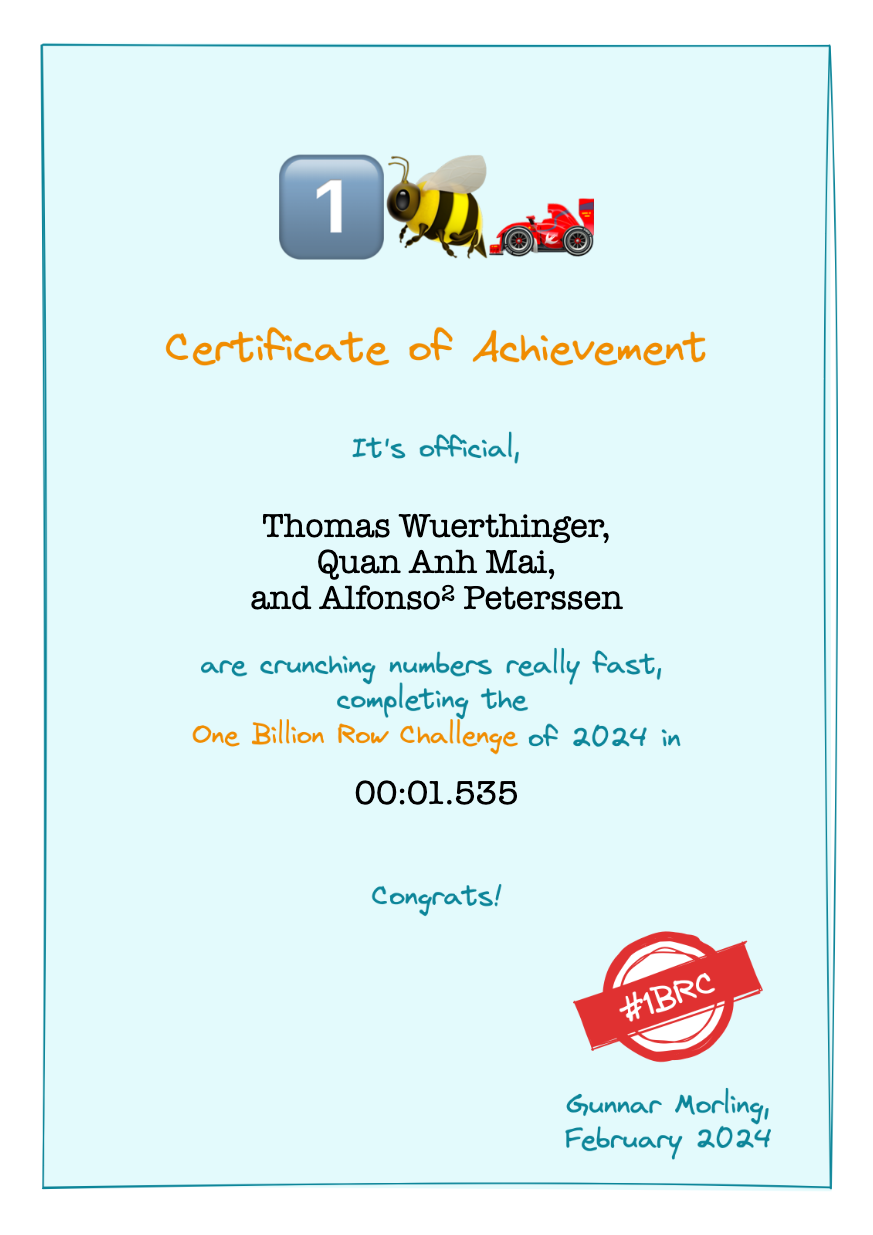 1
Certificate of Achievement
It's official,
Thomas Wuerthinger,
Quan Anh Mai,
and Alfonso² Peterssen
are crunching numbers really fast,
completing the
One Billion Row Challenge of 2024 in
00:01.535
Congrats!
#1BRC
Gunnar Morling,
February 2024